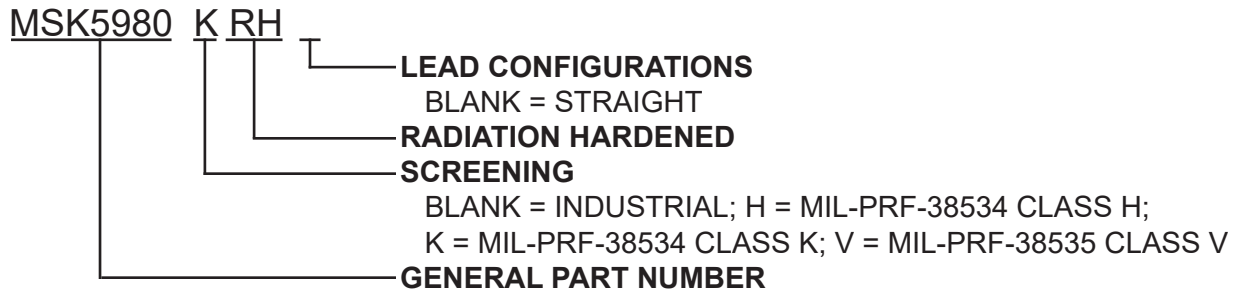 MSK5980 K RH _
LEAD CONFIGURATIONS
BLANK = STRAIGHT
RADIATION HARDENED
SCREENING
BLANK = INDUSTRIAL; H = MIL-PRF-38534 CLASS H;
K = MIL-PRF-38534 CLASS K; V = MIL-PRF-38535 CLASS V
GENERAL PART NUMBER